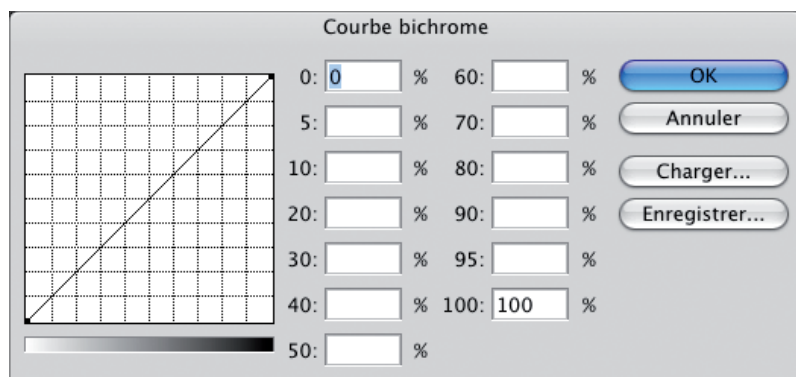 Courbe bichrome
0: 0 % 60: % OK
5: % 70: % Annuler
10: % 80: % Charger...
20: % 90: % Enregistrer...
30: % 95: %
40: % 100: 100 %
50: %